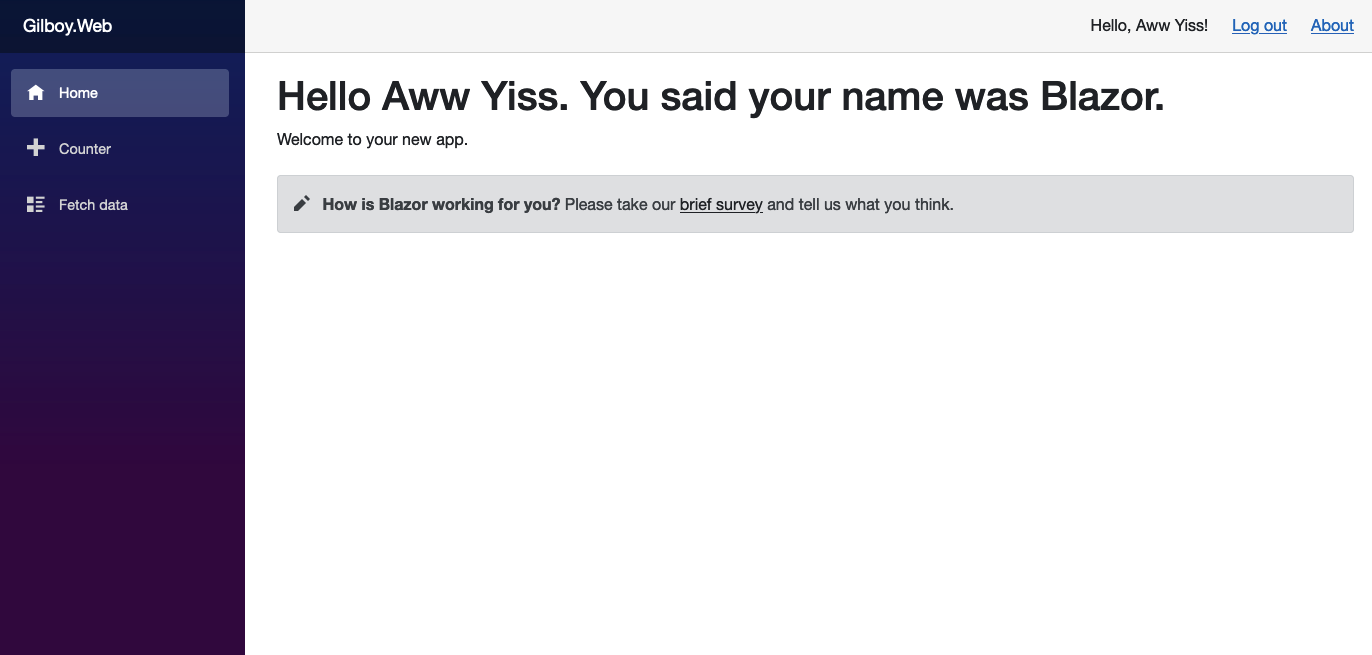 Gilboy.Web
Hello, Aww Yiss! Log out About
Home
Counter
Fetch data
Hello Aww Yiss. You said your name was Blazor.
Welcome to your new app.
How is Blazor working for you? Please take our brief survey and tell us what you think.